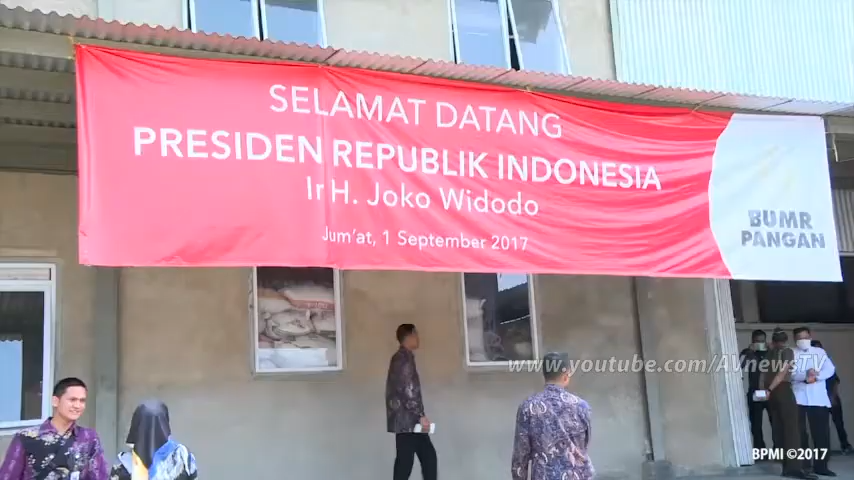 SELAMAT DATANG
PRESIDEN REPUBLIK INDONESIA
Ir H. Joko Widodo
Jum'at, 1 September 2017
BUMR
PANGAN
www.youtube.com/AVnewsTV
BPMI ©2017